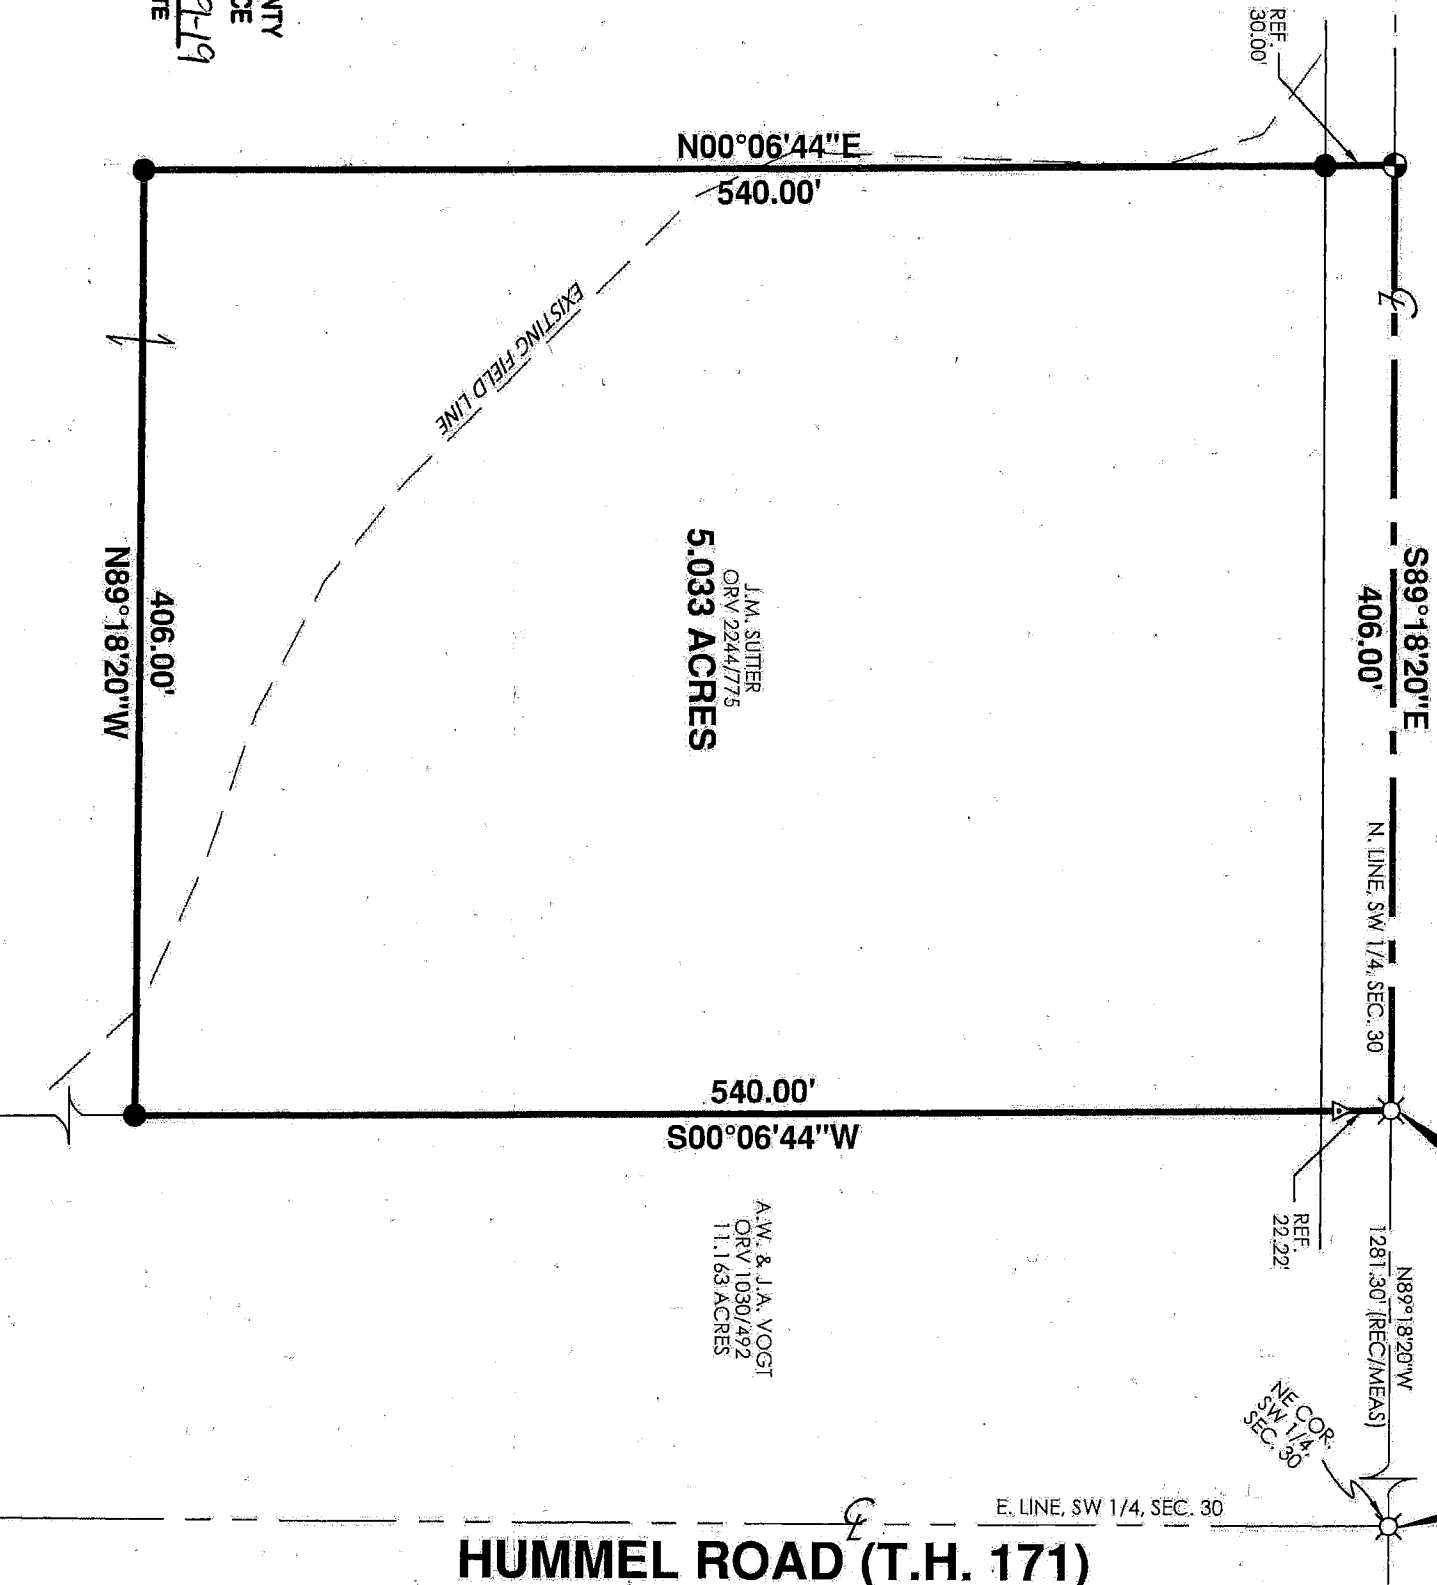 REF.
30.00'
N00°06'44"E
540.00'
EXISTING FIELD LINE
S89°18'20"E
406.00'
N. LINE, SW 1/4, SEC. 30
J.M. SUTTER
ORV 2244/775
5.033 ACRES
406.00'
N89°18'20"W
540.00'
S00°06'44"W
REF.
22.22'
N89°18'20"W
1281.30' (REC/MEAS)
A.W. & J.A. VOGT
ORV 1030/492
11.163 ACRES
NE COR.
SW 1/4,
SEC. 30
E. LINE, SW 1/4, SEC. 30
HUMMEL ROAD (T.H. 171)